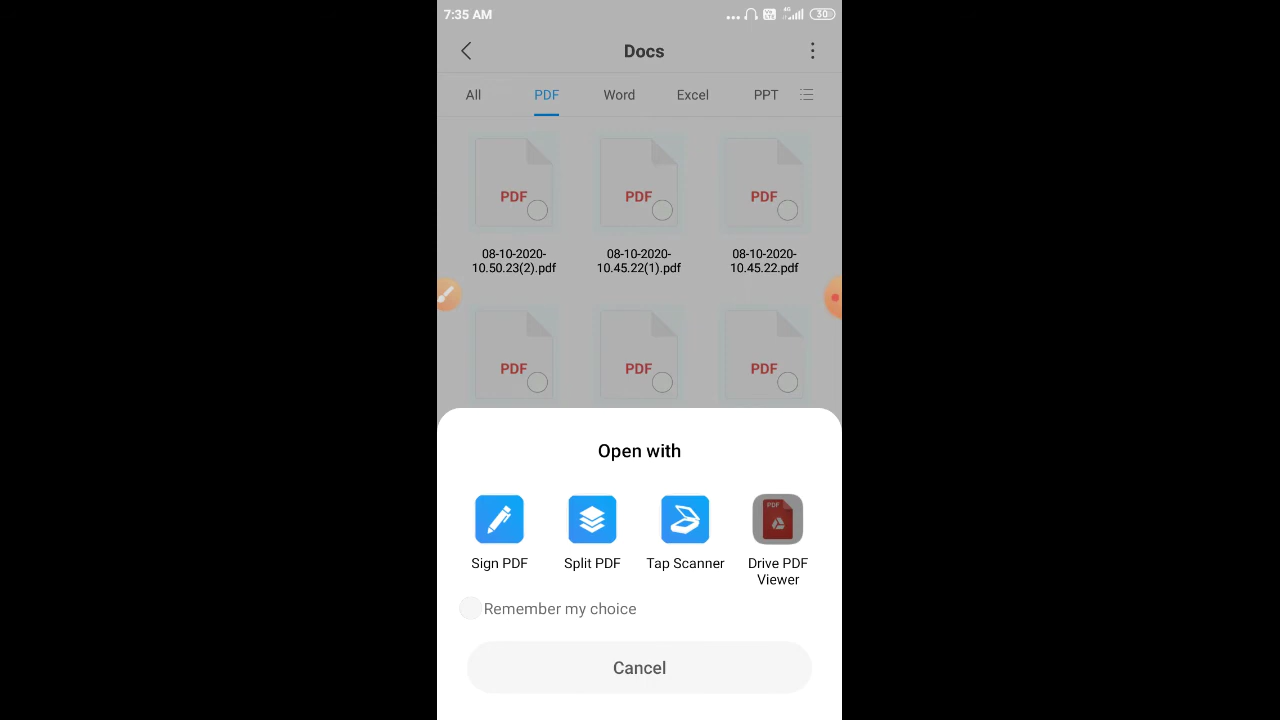 7:35 AM
30
Docs
All PDF Word Excel PPT
PDF PDF PDF
08-10-2020-
10.50.23(2).pdf
08-10-2020-
10.45.22(1).pdf
08-10-2020-
10.45.22.pdf
PDF PDF PDF
Open with
PDF
Sign PDF
Split PDF
Tap Scanner
Drive PDF
Viewer
Remember my choice
Cancel